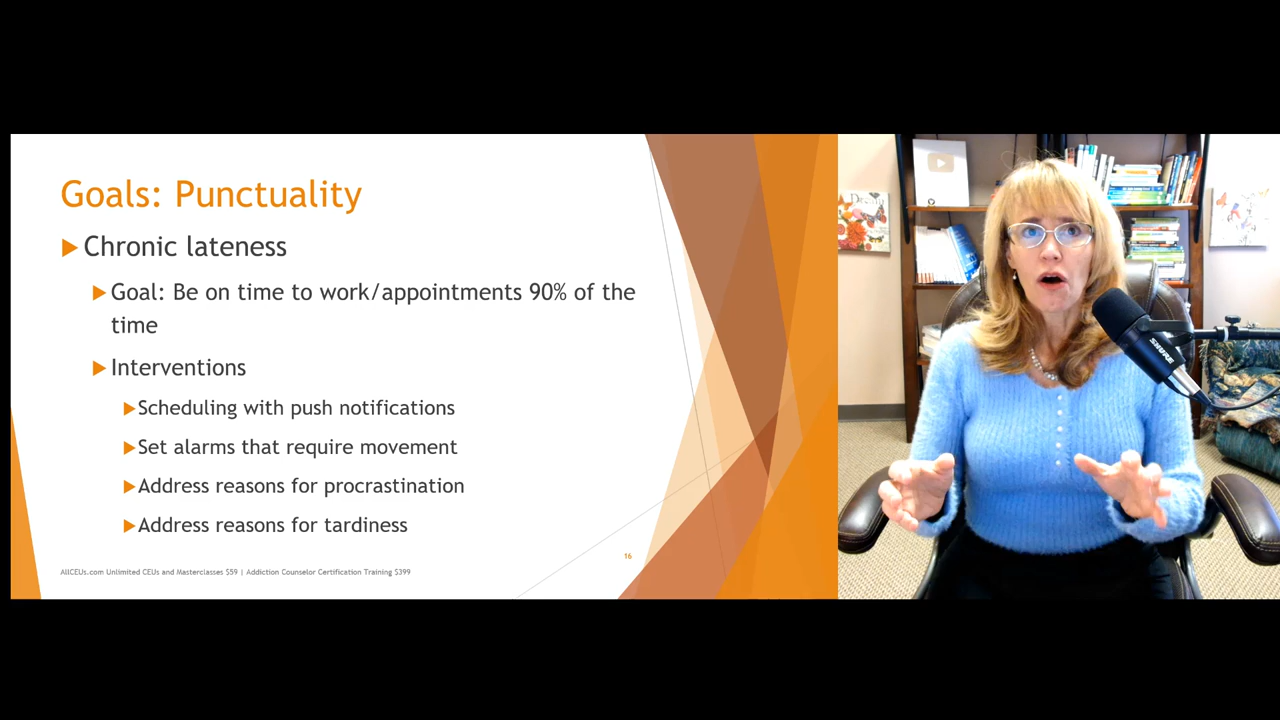 Goals: Punctuality
Chronic lateness
Goal: Be on time to work/appointments 90% of the
time
Interventions
Scheduling with push notifications
Set alarms that require movement
Address reasons for procrastination
Address reasons for tardiness
16
AllCEUs.com Unlimited CEUs and Masterclasses $59 | Addiction Counselor Certification Training $399
Dream
SHURE